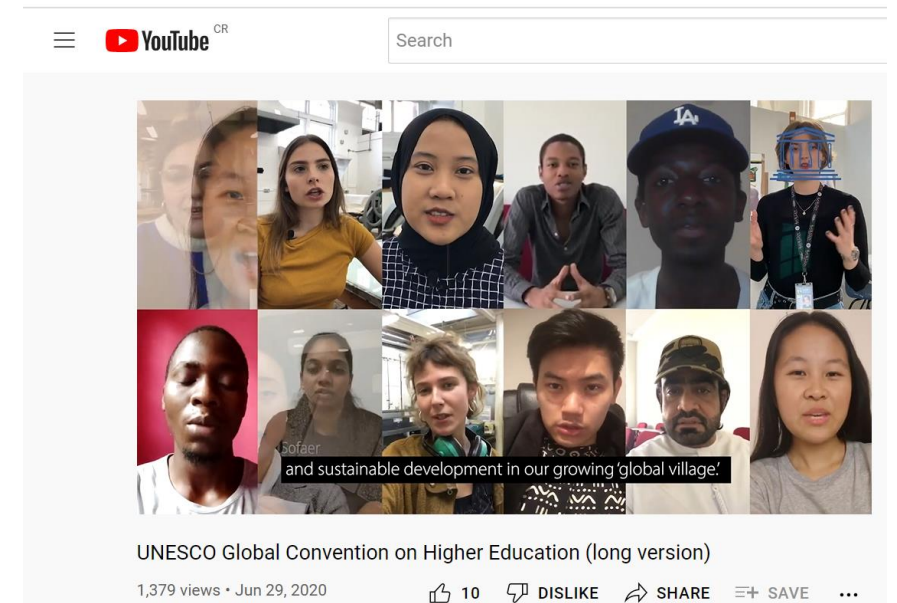 YouTube CR
Search
LA
Sofaer
and sustainable development in our growing ‘global village.’
UNESCO Global Convention on Higher Education (long version)
1,379 views • Jun 29, 2020 10 DISLIKE SHARE SAVE ...